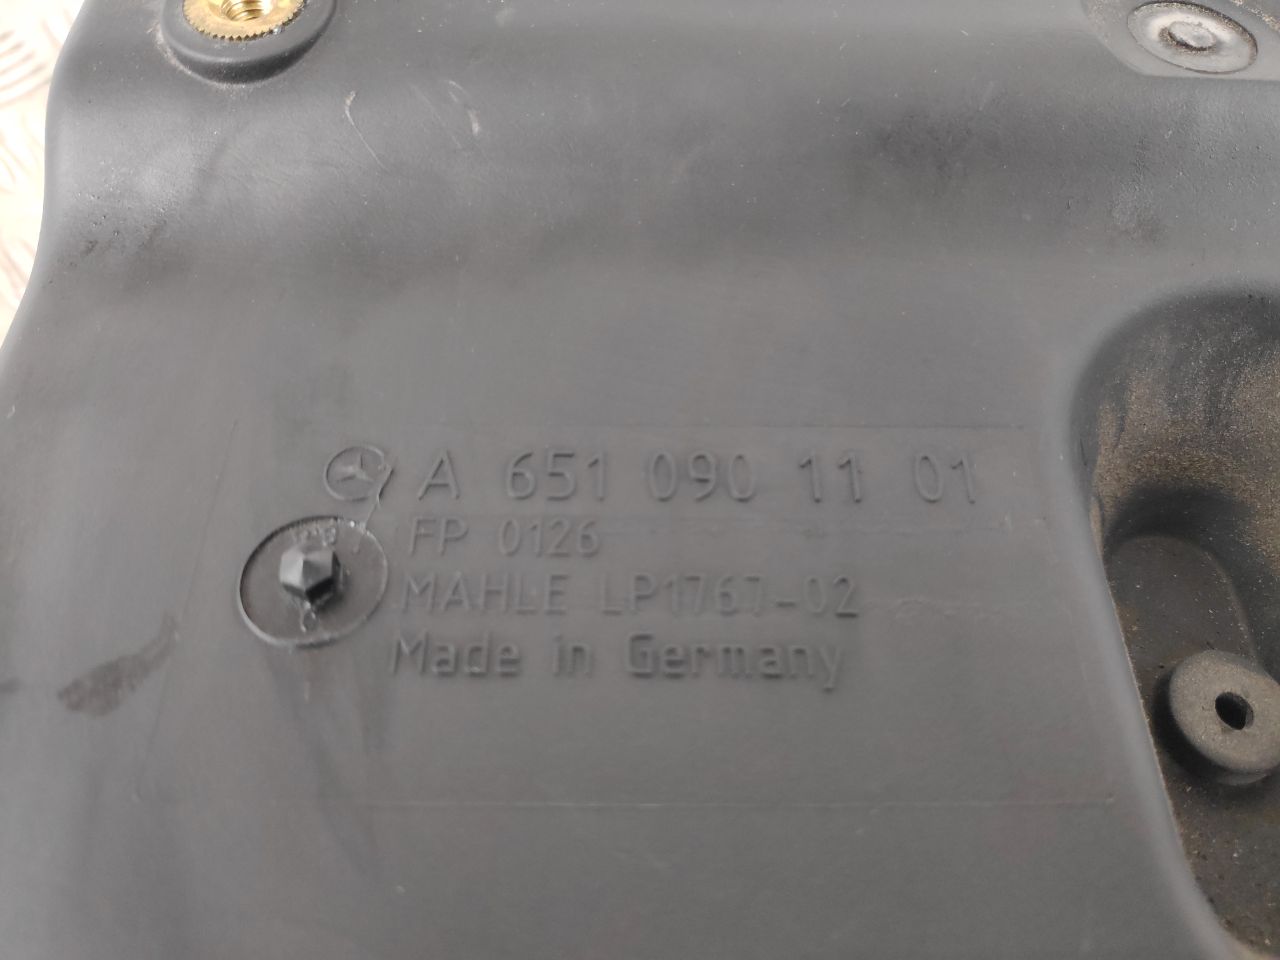 A 651 090 11 01
FP 0126
MAHLE LP1767-02
Made in Germany